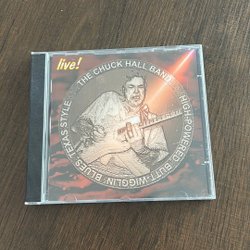 live!
THE CHUCK HALL BAND
HIGH-POWERED BUTT-WIGGLIN' BLUES TEXAS STYLE